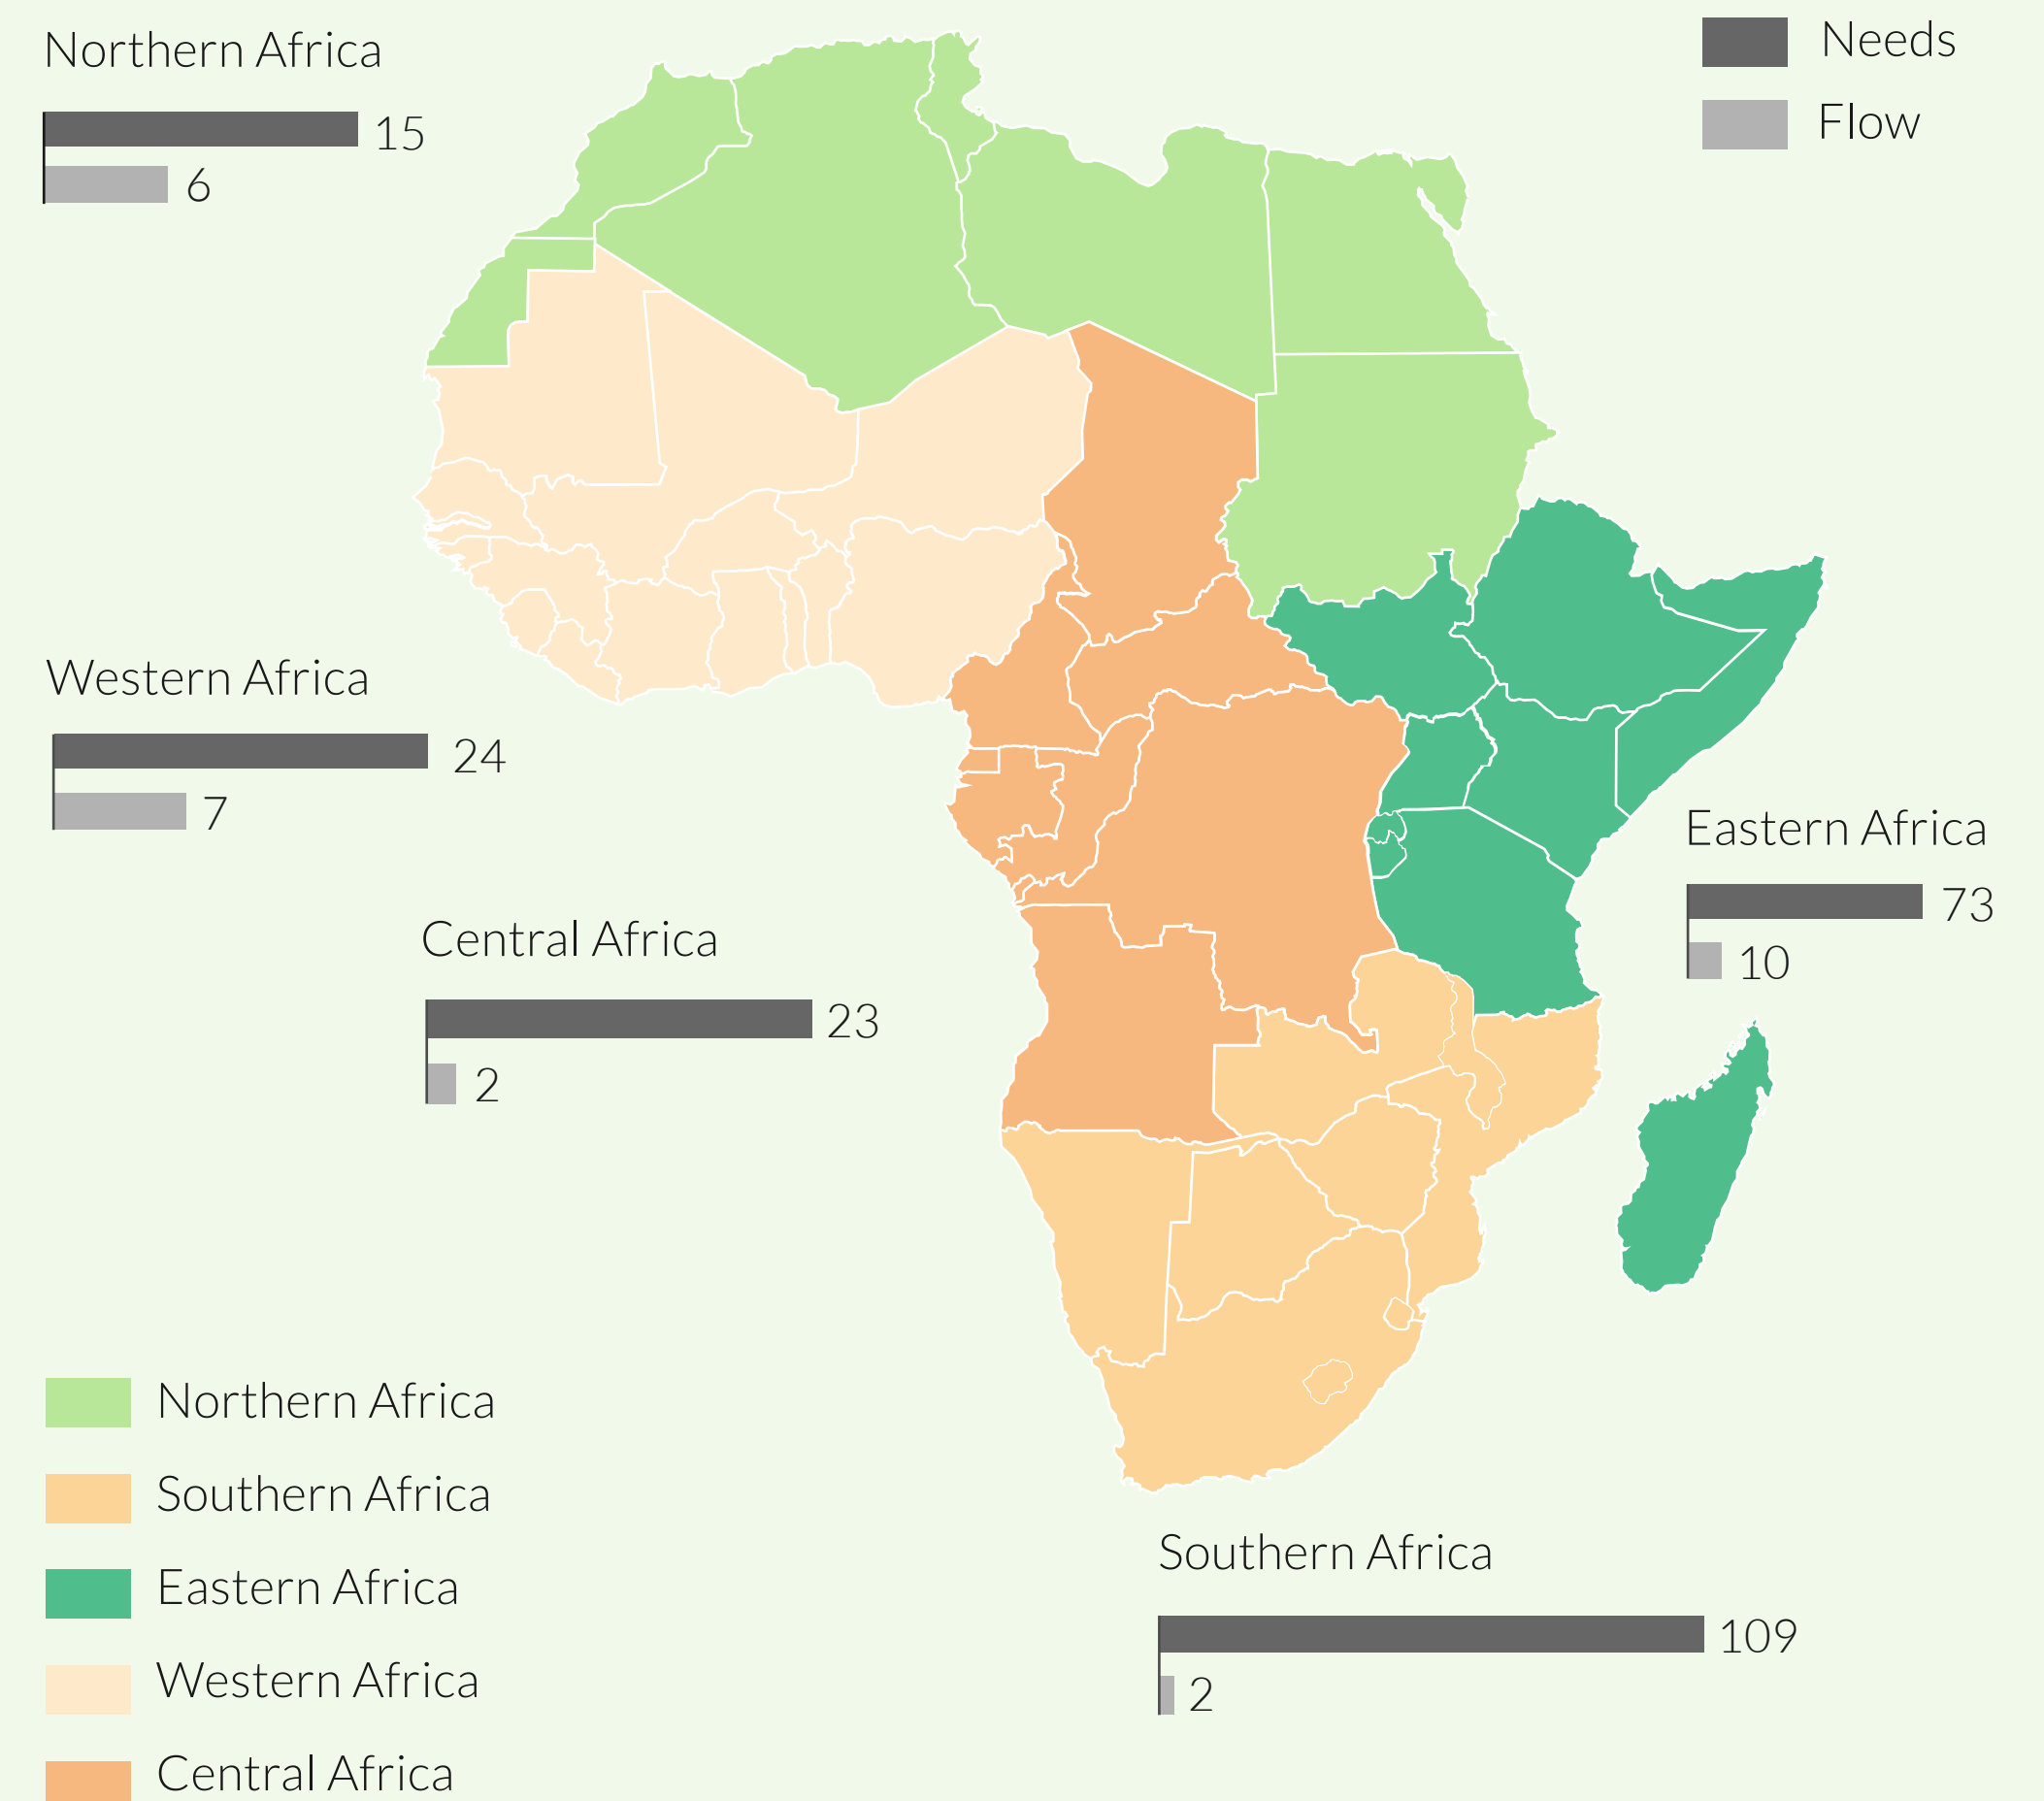 Northern Africa
15
6
Needs
Flow
Western Africa
24
7
Eastern Africa
73
10
Central Africa
23
2
Northern Africa
Southern Africa
Eastern Africa
Western Africa
Central Africa
Southern Africa
109
2